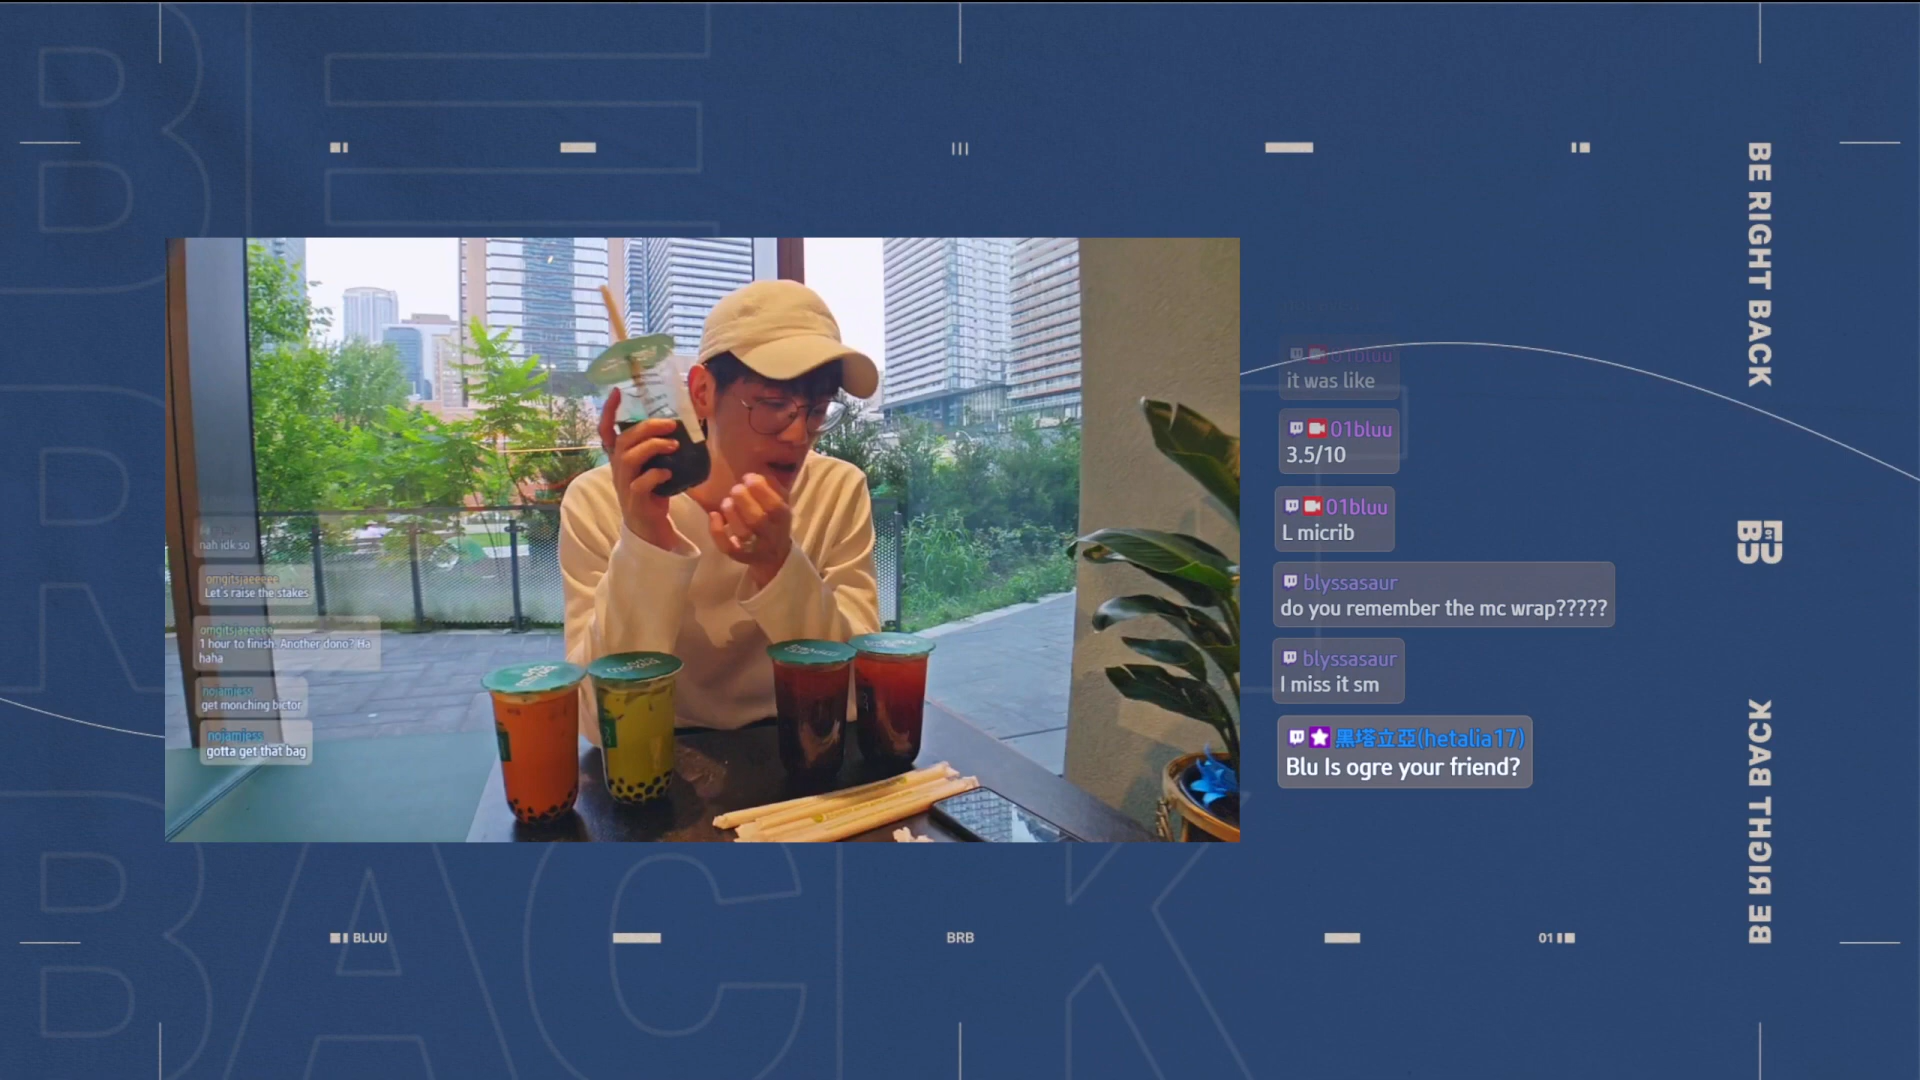 BE
R
BACK
BE RIGHT BACK
nah idk so
omgitsjaeeeee
Let's raise the stakes
omgitsjaeeeee
1 hour to finish. Another dono? Ha
haha
nojamjess
get monching bictor
nojamjess
gotta get that bag
01bluu
it was like
01bluu
3.5/10
01bluu
L micrib
blyssasaur
do you remember the mc wrap?????
blyssasaur
I miss it sm
黑塔立亞(hetalia17)
Blu Is ogre your friend?
BE RIGHT BACK
BLUU
BRB
01